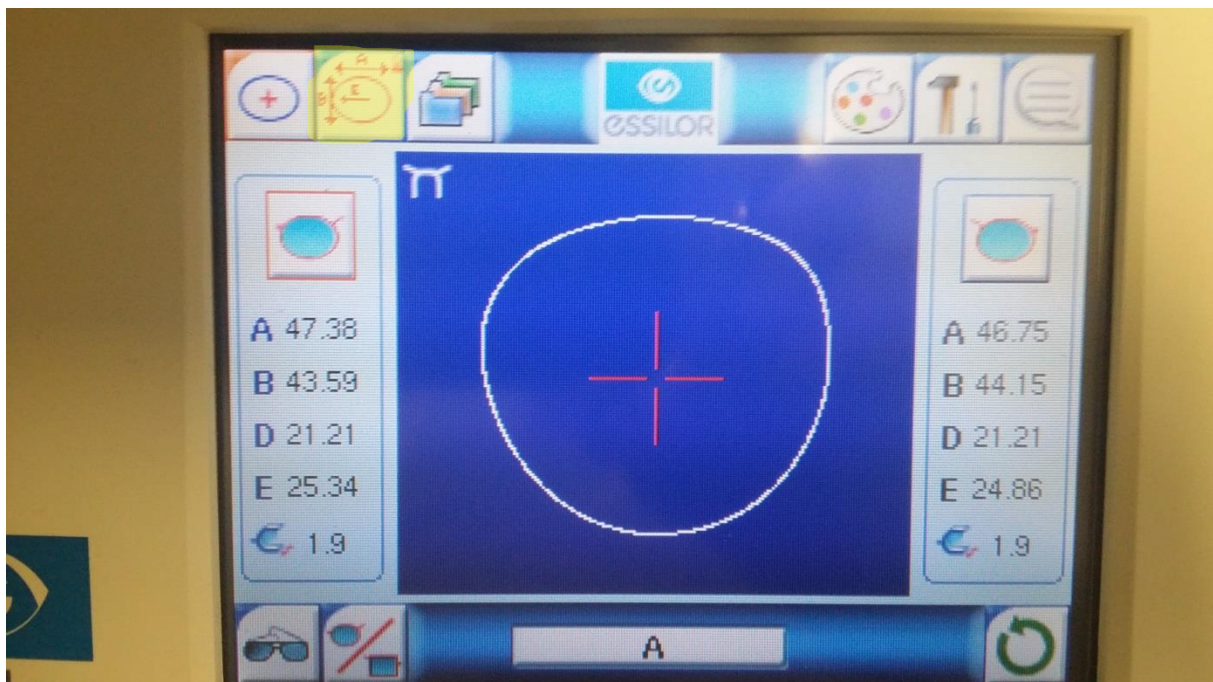 A
B E
essilor
A 47.38
B 43.59
D 21.21
E 25.34
1.9
A 46.75
B 44.15
D 21.21
E 24.86
1.9
A